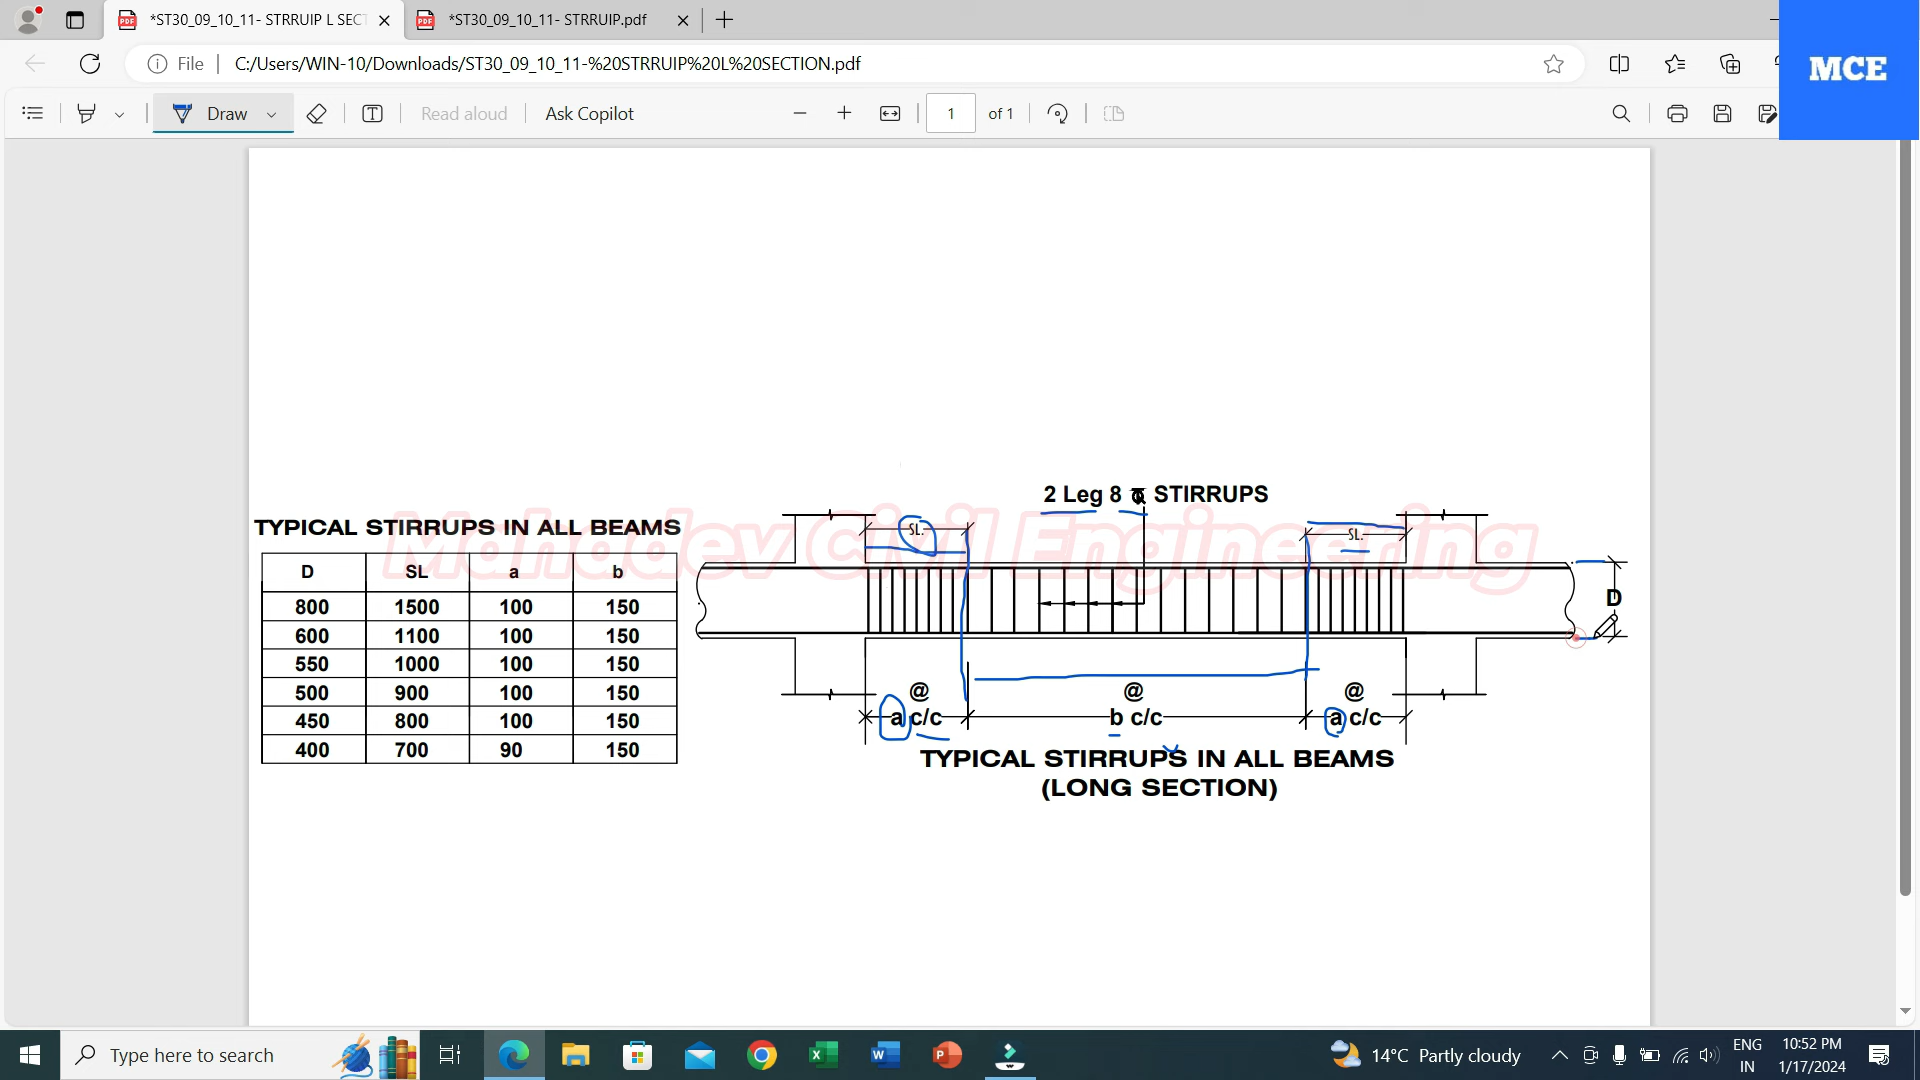 *ST30_09_10_11- STRRUIP L SECT
*ST30_09_10_11- STRRUIP.pdf
File
C:/Users/WIN-10/Downloads/ST30_09_10_11-%20STRRUIP%20L%20SECTION.pdf
MCE
Draw
Read aloud
Ask Copilot
1
of 1
2 Leg 8 STIRRUPS
TYPICAL STIRRUPS IN ALL BEAMS
SL.
SL.
Mahadev Civil Engineering
D SL a b
800 1500 100 150
600 1100 100 150
550 1000 100 150
500 900 100 150
450 800 100 150
400 700 90 150
D
@ @ @
a c/c b c/c a c/c
TYPICAL STIRRUPS IN ALL BEAMS
(LONG SECTION)
Type here to search
14°C Partly cloudy
ENG
IN
10:52 PM
1/17/2024